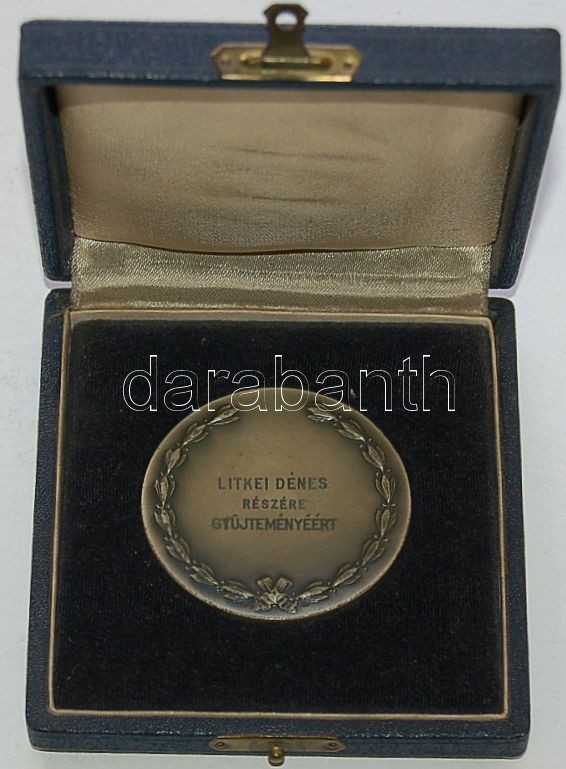 darabanth
LITKEI DÉNES
RÉSZÉRE
GYŰJTEMÉNYÉÉRT